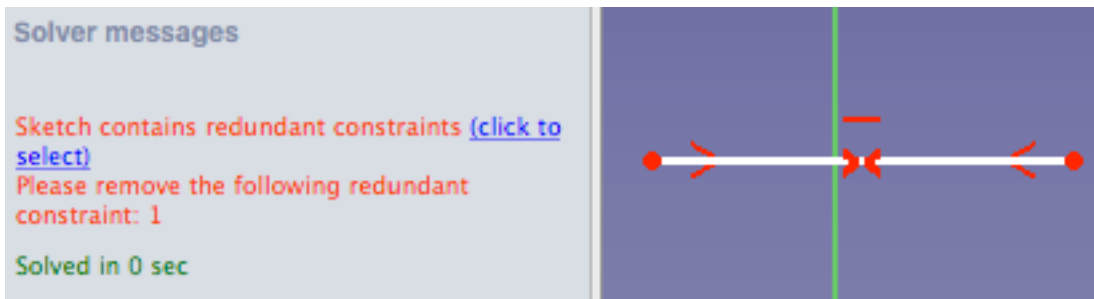 Solver messages
Sketch contains redundant constraints (click to
select)
Please remove the following redundant
constraint: 1
Solved in 0 sec